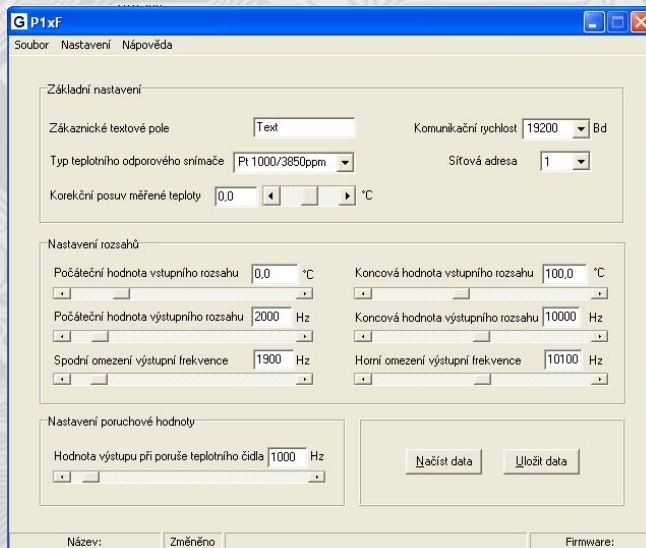 G P1xF
Soubor Nastavení Nápověda
Základní nastavení
Zákaznické textové pole Text Komunikační rychlost 19200 Bd
Typ teplotního odporového snímače Pt 1000/3850ppm Síťová adresa 1
Korekční posuv měřené teploty 0,0 °C
Nastavení rozsahů
Počáteční hodnota vstupního rozsahu 0,0 °C Koncová hodnota vstupního rozsahu 100,0 °C
Počáteční hodnota výstupního rozsahu 2000 Hz Koncová hodnota výstupního rozsahu 10000 Hz
Spodní omezení výstupní frekvence 1900 Hz Horní omezení výstupní frekvence 10100 Hz
Nastavení poruchové hodnoty
Hodnota výstupu při poruše teplotního čidla 1000 Hz
Načíst data Uložit data
Název: Změněno Firmware: